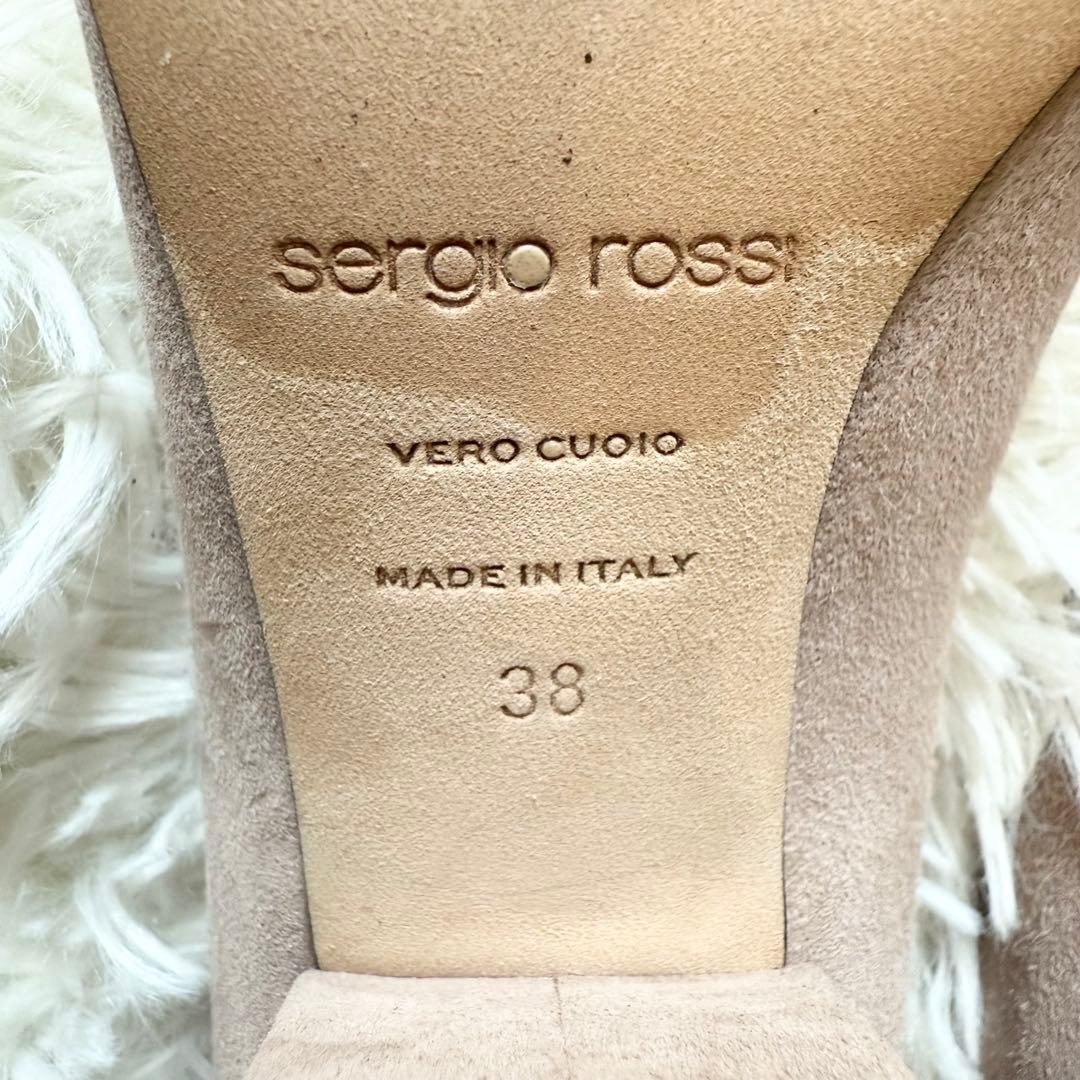 sergio rossi
VERO CUOIO
MADE IN ITALY
38